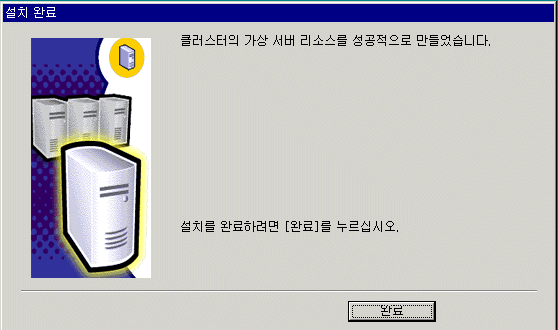 설치 완료
클러스터의 가상 서버 리소스를 성공적으로 만들었습니다.
설치를 완료하려면 [완료]를 누르십시오.
완료